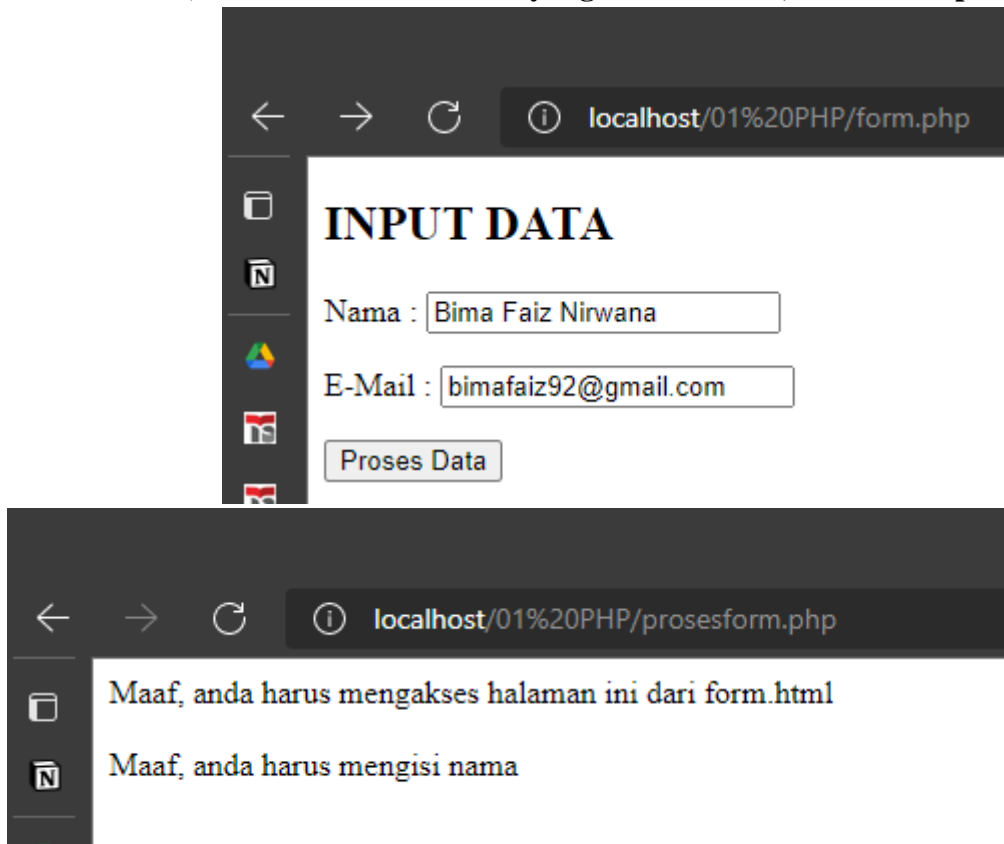 localhost/01%20PHP/form.php
INPUT DATA
Nama : Bima Faiz Nirwana
E-Mail : bimafaiz92@gmail.com
Proses Data
localhost/01%20PHP/prosesform.php
Maaf, anda harus mengakses halaman ini dari form.html
Maaf, anda harus mengisi nama